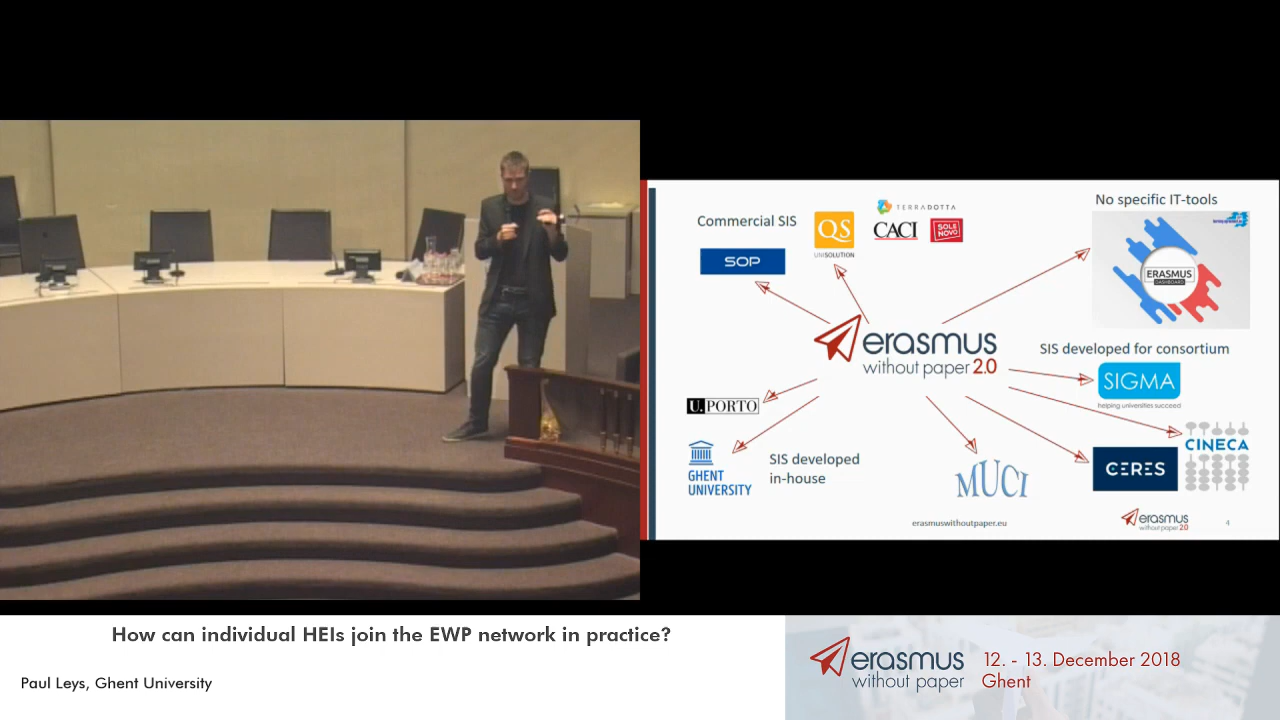 Commercial SIS
SOP
QS
UNISOLUTION
TERRADOTTA
CACI
SOLE
NOVO
No specific IT-tools
ERASMUS
DASHBOARD
erasmus
without paper 2.0
SIS developed for consortium
SIGMA
helping universities succeed
CINECA
CERES
MUCI
U.PORTO
GHENT
UNIVERSITY
SIS developed
in-house
erasmuswithoutpaper.eu
erasmus
without paper 2.0
4
How can individual HEIs join the EWP network in practice?
Paul Leys, Ghent University
erasmus
without paper
12. - 13. December 2018
Ghent